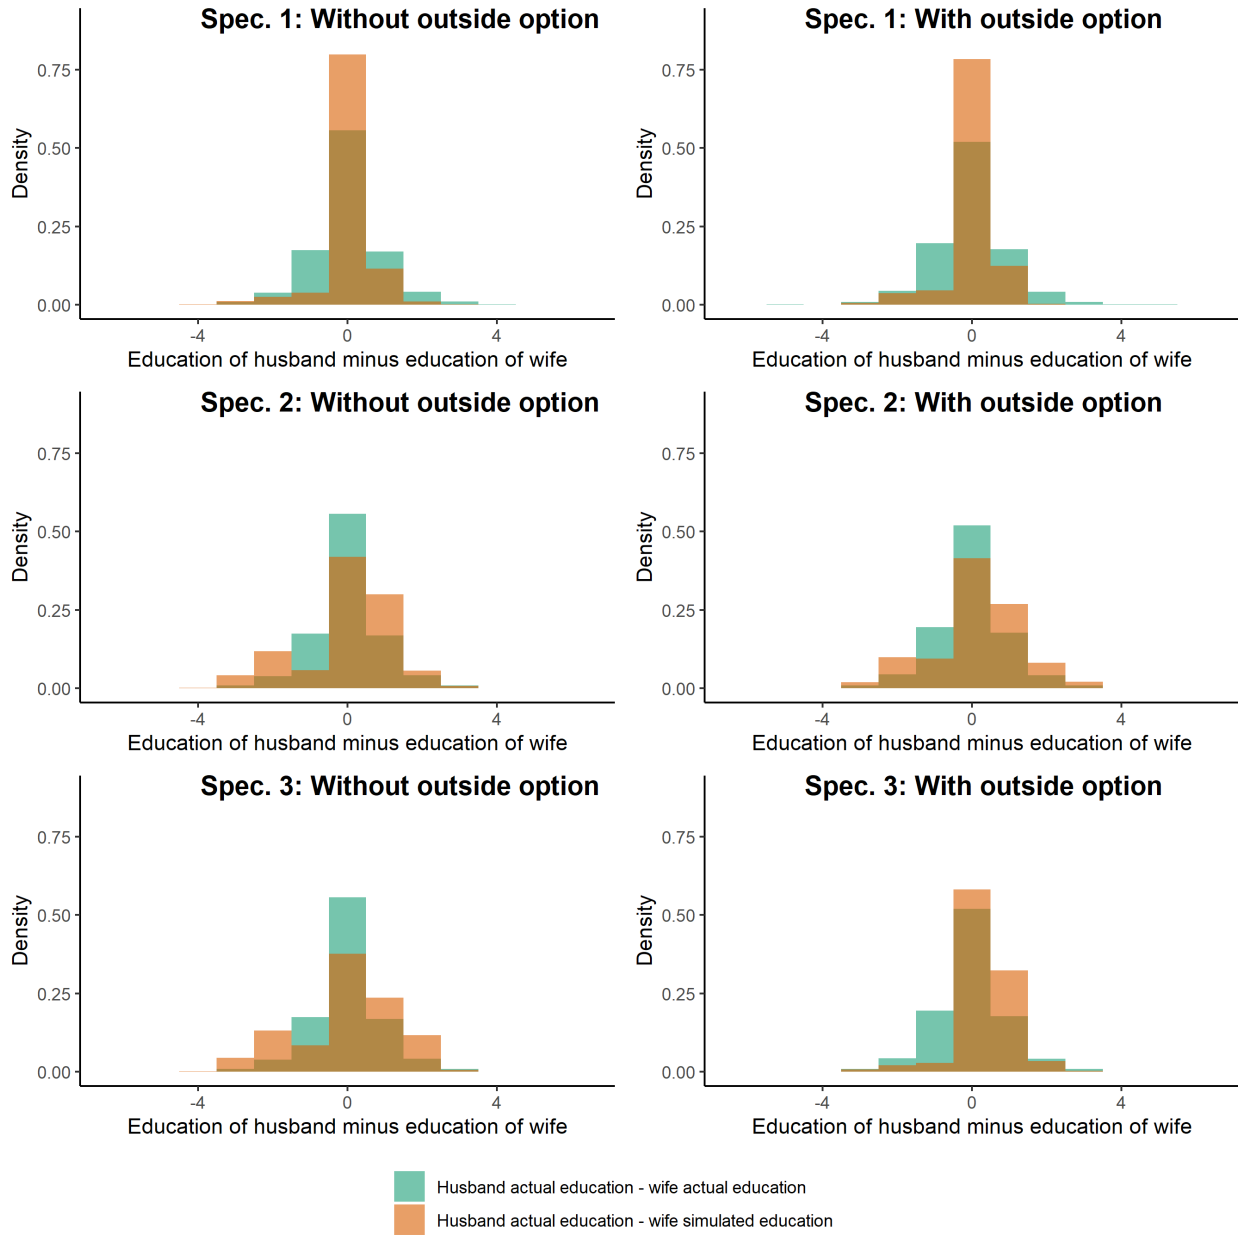 Spec. 1: Without outside option
Density
0.75
0.50
0.25
0.00
-4 0 4
Education of husband minus education of wife
Spec. 1: With outside option
Density
0.75
0.50
0.25
0.00
-4 0 4
Education of husband minus education of wife
Spec. 2: Without outside option
Density
0.75
0.50
0.25
0.00
-4 0 4
Education of husband minus education of wife
Spec. 2: With outside option
Density
0.75
0.50
0.25
0.00
-4 0 4
Education of husband minus education of wife
Spec. 3: Without outside option
Density
0.75
0.50
0.25
0.00
-4 0 4
Education of husband minus education of wife
Spec. 3: With outside option
Density
0.75
0.50
0.25
0.00
-4 0 4
Education of husband minus education of wife
Husband actual education - wife actual education
Husband actual education - wife simulated education